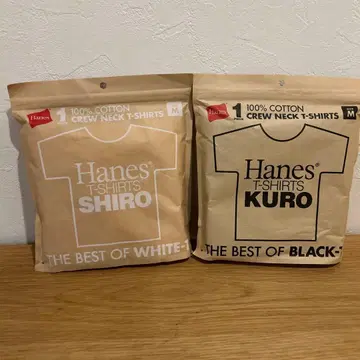 Hanes
1
100% COTTON
CREW NECK T-SHIRTS
M
Hanes®
T-SHIRTS
SHIRO
THE BEST OF WHITE-T
Hanes
1
100% COTTON
CREW NECK T-SHIRTS
M
Hanes®
T-SHIRTS
KURO
THE BEST OF BLACK-T